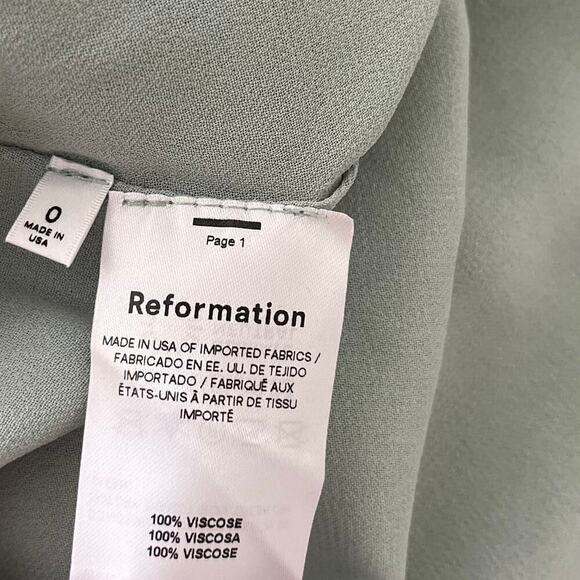 0
MADE IN
USA
Page 1
Reformation
MADE IN USA OF IMPORTED FABRICS /
FABRICADO EN EE. UU. DE TEJIDO
IMPORTADO / FABRIQUÉ AUX
ÉTATS-UNIS À PARTIR DE TISSU
IMPORTÉ
100% VISCOSE
100% VISCOSA
100% VISCOSE